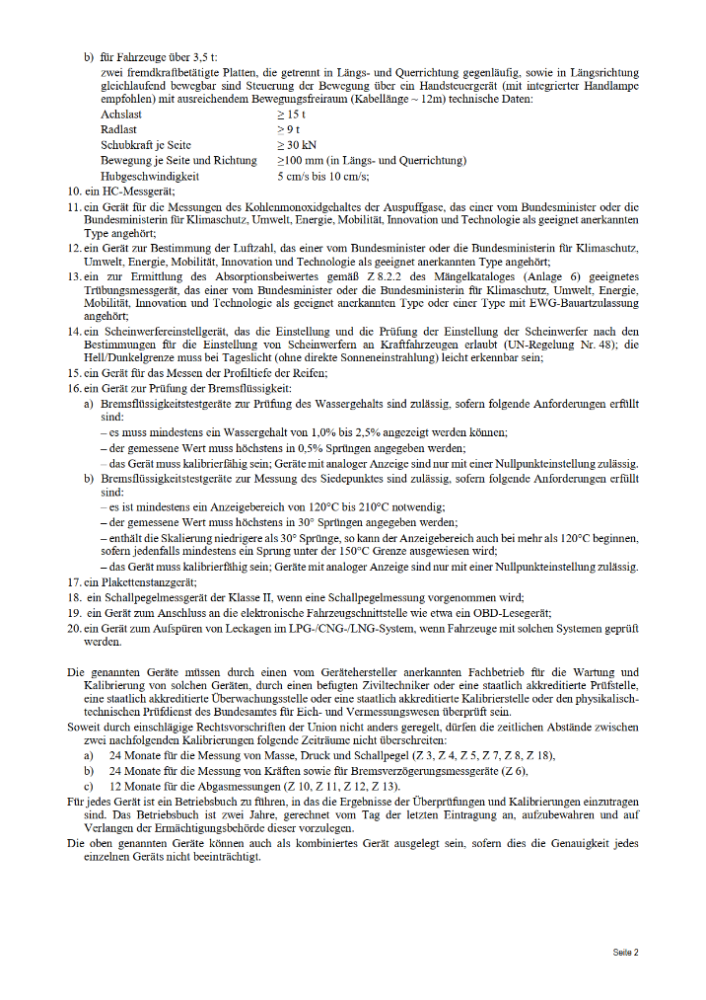 b) für Fahrzeuge über 3,5 t:
zwei fremdkraftbetätigte Platten, die getrennt in Längs- und Querrichtung gegenläufig, sowie in Längsrichtung
gleichlaufend bewegbar sind Steuerung der Bewegung über ein Handsteuergerät (mit integrierter Handlampe
empfohlen) mit ausreichendem Bewegungsfreiraum (Kabellänge ~ 12m) technische Daten:
Achslast ≥ 15 t
Radlast ≥ 9 t
Schubkraft je Seite ≥ 30 kN
Bewegung je Seite und Richtung ≥100 mm (in Längs- und Querrichtung)
Hubgeschwindigkeit 5 cm/s bis 10 cm/s;
10. ein HC-Messgerät;
11. ein Gerät für die Messungen des Kohlenmonoxidgehaltes der Auspuffgase, das einer vom Bundesminister oder die
Bundesministerin für Klimaschutz, Umwelt, Energie, Mobilität, Innovation und Technologie als geeignet anerkannten
Type angehört;
12. ein Gerät zur Bestimmung der Luftzahl, das einer vom Bundesminister oder die Bundesministerin für Klimaschutz,
Umwelt, Energie, Mobilität, Innovation und Technologie als geeignet anerkannten Type angehört;
13. ein zur Ermittlung des Absorptionsbeiwertes gemäß Z 8.2.2 des Mängelkataloges (Anlage 6) geeignetes
Trübungsmessgerät, das einer vom Bundesminister oder die Bundesministerin für Klimaschutz, Umwelt, Energie,
Mobilität, Innovation und Technologie als geeignet anerkannten Type oder einer Type mit EWG-Bauartzulassung
angehört;
14. ein Scheinwerfereinstellgerät, das die Einstellung und die Prüfung der Einstellung der Scheinwerfer nach den
Bestimmungen für die Einstellung von Scheinwerfern an Kraftfahrzeugen erlaubt (UN-Regelung Nr. 48); die
Hell/Dunkelgrenze muss bei Tageslicht (ohne direkte Sonneneinstrahlung) leicht erkennbar sein;
15. ein Gerät für das Messen der Profiltiefe der Reifen;
16. ein Gerät zur Prüfung der Bremsflüssigkeit:
a) Bremsflüssigkeitstestgeräte zur Prüfung des Wassergehalts sind zulässig, sofern folgende Anforderungen erfüllt
sind:
– es muss mindestens ein Wassergehalt von 1,0% bis 2,5% angezeigt werden können;
– der gemessene Wert muss höchstens in 0,5% Sprüngen angegeben werden;
– das Gerät muss kalibrierfähig sein; Geräte mit analoger Anzeige sind nur mit einer Nullpunkteinstellung zulässig.
b) Bremsflüssigkeitstestgeräte zur Messung des Siedepunktes sind zulässig, sofern folgende Anforderungen erfüllt
sind:
– es ist mindestens ein Anzeigebereich von 120°C bis 210°C notwendig;
– der gemessene Wert muss höchstens in 30° Sprüngen angegeben werden;
– enthält die Skalierung niedrigere als 30° Sprünge, so kann der Anzeigebereich auch bei mehr als 120°C beginnen,
sofern jedenfalls mindestens ein Sprung unter der 150°C Grenze ausgewiesen wird;
– das Gerät muss kalibrierfähig sein; Geräte mit analoger Anzeige sind nur mit einer Nullpunkteinstellung zulässig.
17. ein Plakettenstanzgerät;
18. ein Schallpegelmessgerät der Klasse II, wenn eine Schallpegelmessung vorgenommen wird;
19. ein Gerät zum Anschluss an die elektronische Fahrzeugschnittstelle wie etwa ein OBD-Lesegerät;
20. ein Gerät zum Aufspüren von Leckagen im LPG-/CNG-/LNG-System, wenn Fahrzeuge mit solchen Systemen geprüft
werden.
Die genannten Geräte müssen durch einen vom Gerätehersteller anerkannten Fachbetrieb für die Wartung und
Kalibrierung von solchen Geräten, durch einen befugten Ziviltechniker oder eine staatlich akkreditierte Prüfstelle,
eine staatlich akkreditierte Überwachungsstelle oder eine staatlich akkreditierte Kalibrierstelle oder den physikalisch-
technischen Prüfdienst des Bundesamtes für Eich- und Vermessungswesen überprüft sein.
Soweit durch einschlägige Rechtsvorschriften der Union nicht anders geregelt, dürfen die zeitlichen Abstände zwischen
zwei nachfolgenden Kalibrierungen folgende Zeiträume nicht überschreiten:
a) 24 Monate für die Messung von Masse, Druck und Schallpegel (Z 3, Z 4, Z 5, Z 7, Z 8, Z 18),
b) 24 Monate für die Messung von Kräften sowie für Bremsverzögerungsmessgeräte (Z 6),
c) 12 Monate für die Abgasmessungen (Z 10, Z 11, Z 12, Z 13).
Für jedes Gerät ist ein Betriebsbuch zu führen, in das die Ergebnisse der Überprüfungen und Kalibrierungen einzutragen
sind. Das Betriebsbuch ist zwei Jahre, gerechnet vom Tag der letzten Eintragung an, aufzubewahren und auf
Verlangen der Ermächtigungsbehörde dieser vorzulegen.
Die oben genannten Geräte können auch als kombiniertes Gerät ausgelegt sein, sofern dies die Genauigkeit jedes
einzelnen Geräts nicht beeinträchtigt.
Seite 2